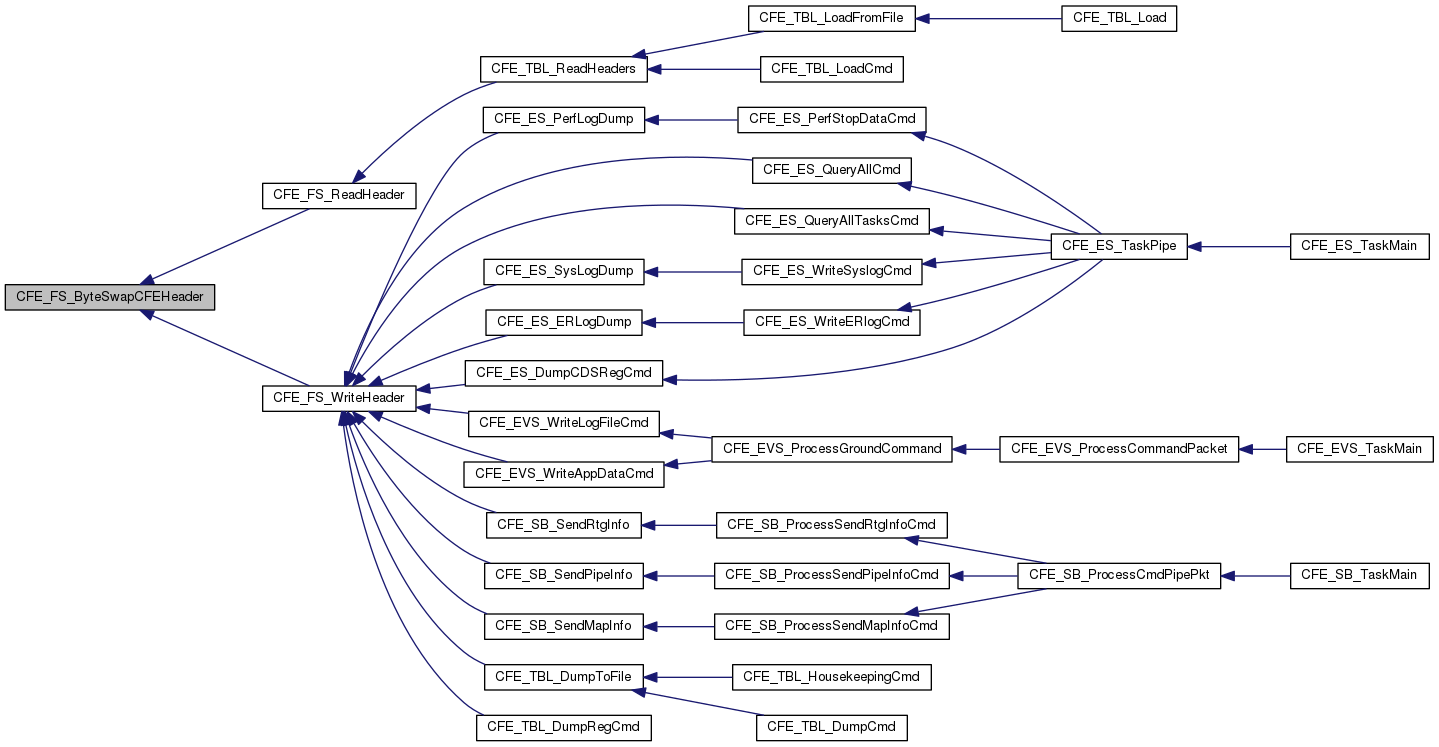 CFE_TBL_LoadFromFile
CFE_TBL_Load
CFE_TBL_ReadHeaders
CFE_TBL_LoadCmd
CFE_ES_PerfLogDump
CFE_ES_PerfStopDataCmd
CFE_ES_QueryAllCmd
CFE_FS_ReadHeader
CFE_ES_QueryAllTasksCmd
CFE_ES_TaskPipe
CFE_ES_TaskMain
CFE_ES_SysLogDump
CFE_ES_WriteSyslogCmd
CFE_FS_ByteSwapCFEHeader
CFE_ES_ERLogDump
CFE_ES_WriteERlogCmd
CFE_ES_DumpCDSRegCmd
CFE_FS_WriteHeader
CFE_EVS_WriteLogFileCmd
CFE_EVS_ProcessGroundCommand
CFE_EVS_ProcessCommandPacket
CFE_EVS_TaskMain
CFE_EVS_WriteAppDataCmd
CFE_SB_SendRtgInfo
CFE_SB_ProcessSendRtgInfoCmd
CFE_SB_SendPipeInfo
CFE_SB_ProcessSendPipeInfoCmd
CFE_SB_ProcessCmdPipePkt
CFE_SB_TaskMain
CFE_SB_SendMapInfo
CFE_SB_ProcessSendMapInfoCmd
CFE_TBL_DumpToFile
CFE_TBL_HousekeepingCmd
CFE_TBL_DumpRegCmd
CFE_TBL_DumpCmd